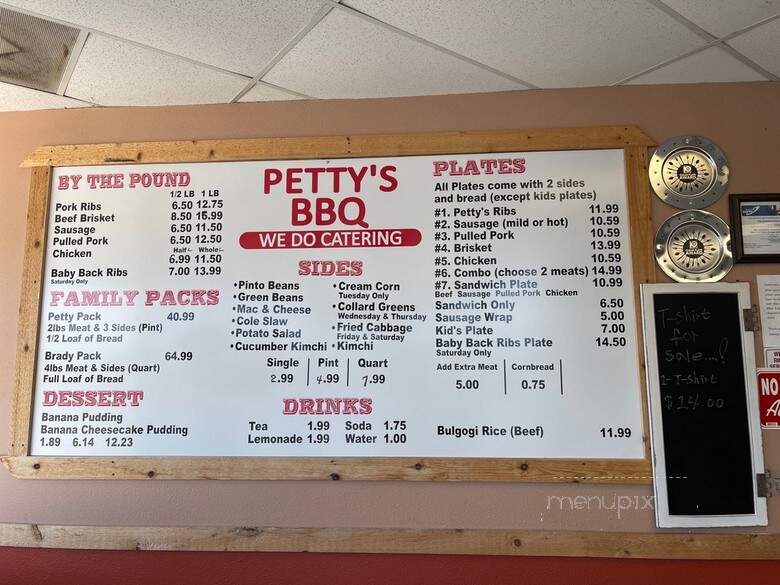 BY THE POUND
1/2 LB 1 LB
Pork Ribs 6.50 12.75
Beef Brisket 8.50 16.99
Sausage 6.50 11.50
Pulled Pork 6.50 12.50
Half Whole
Chicken 6.99 11.50
Baby Back Ribs 7.00 13.99
Saturday Only
FAMILY PACKS
Petty Pack 40.99
2lbs Meat & 3 Sides (Pint)
1/2 Loaf of Bread
Brady Pack 64.99
4lbs Meat & Sides (Quart)
Full Loaf of Bread
DESSERT
Banana Pudding
Banana Cheesecake Pudding
1.89 6.14 12.23
PETTY'S
BBQ
WE DO CATERING
SIDES
•Pinto Beans
•Green Beans
•Mac & Cheese
•Cole Slaw
•Potato Salad
•Cucumber Kimchi
•Cream Corn
Tuesday Only
•Collard Greens
Wednesday & Thursday
•Fried Cabbage
Friday & Saturday
•Kimchi
Single Pint Quart
2.99 4.99 7.99
DRINKS
Tea 1.99 Soda 1.75
Lemonade 1.99 Water 1.00
PLATES
All Plates come with 2 sides
and bread (except kids plates)
#1. Petty's Ribs 11.99
#2. Sausage (mild or hot) 10.59
#3. Pulled Pork 10.59
#4. Brisket 13.99
#5. Chicken 10.59
#6. Combo (choose 2 meats) 14.99
#7. Sandwich Plate 10.99
Beef Sausage Pulled Pork Chicken
Sandwich Only 6.50
Sausage Wrap 5.00
Kid's Plate 7.00
Baby Back Ribs Plate 14.50
Saturday Only
Add Extra Meat Cornbread
5.00 0.75
Bulgogi Rice (Beef) 11.99
T-shirt
for
Sale....!
1-T-shirt
$14.00
NO
menupix